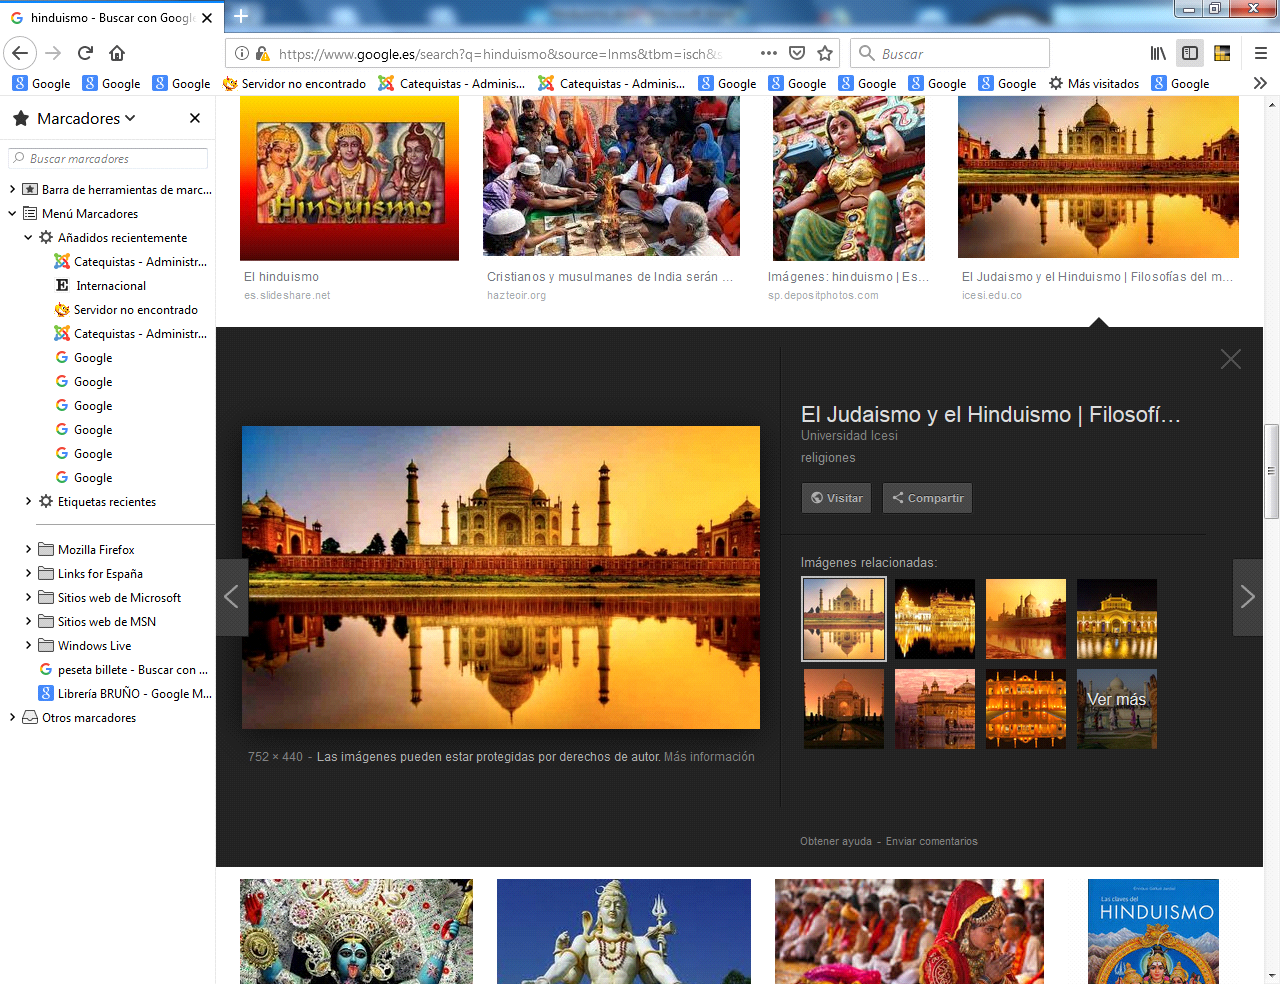 hinduismo - Buscar con Google
https://www.google.es/search?q=hinduismo&source=lnms&tbm=isch&s
Buscar
Google
Google
Google
Servidor no encontrado
Catequistas - Adminis...
Catequistas - Adminis...
Google
Google
Google
Google
Google
Más visitados
Google
Marcadores
Buscar marcadores
Barra de herramientas de marc...
Menú Marcadores
Añadidos recientemente
Catequistas - Administr...
Internacional
Servidor no encontrado
Catequistas - Administr...
Google
Google
Google
Google
Google
Google
Etiquetas recientes
Mozilla Firefox
Links for España
Sitios web de Microsoft
Sitios web de MSN
Windows Live
peseta billete - Buscar con ...
Librería BRUÑO - Google M...
Otros marcadores
Hinduismo
El hinduismo
es.slideshare.net
Cristianos y musulmanes de India serán ...
hazteoir.org
Imágenes: hinduismo | Es...
sp.depositphotos.com
El Judaismo y el Hinduismo | Filosofías del m...
icesi.edu.co
El Judaismo y el Hinduismo | Filosofí...
Universidad Icesi
religiones
Visitar
Compartir
Imágenes relacionadas:
Ver más
752 × 440 - Las imágenes pueden estar protegidas por derechos de autor. Más información
Obtener ayuda - Enviar comentarios
Las claves del
HINDUISMO